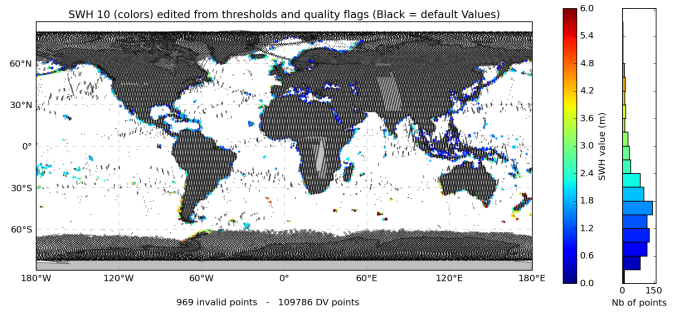 SWH 10 (colors) edited from thresholds and quality flags (Black = default Values)
60°N
30°N
0°
30°S
60°S
180°W 120°W 60°W 0° 60°E 120°E 180°E
969 invalid points - 109786 DV points
6.0
5.4
4.8
4.2
3.6
3.0
2.4
1.8
1.2
0.6
0.0
SWH value (m)
0 150
Nb of points